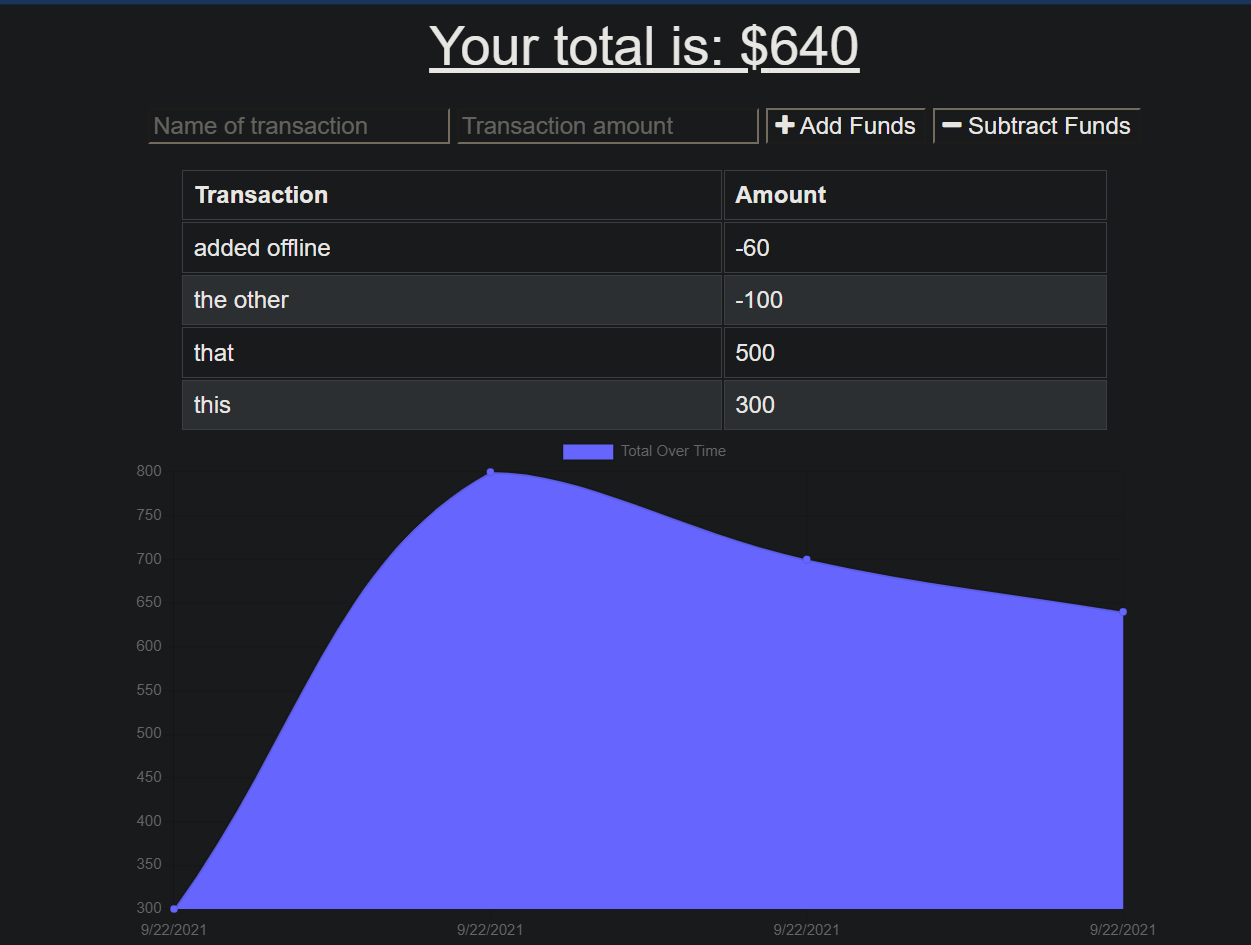 Your total is: $640
Name of transaction Transaction amount Add Funds Subtract Funds
Transaction Amount
added offline -60
the other -100
that 500
this 300
Total Over Time
800
750
700
650
600
550
500
450
400
350
300
9/22/2021 9/22/2021 9/22/2021 9/22/2021